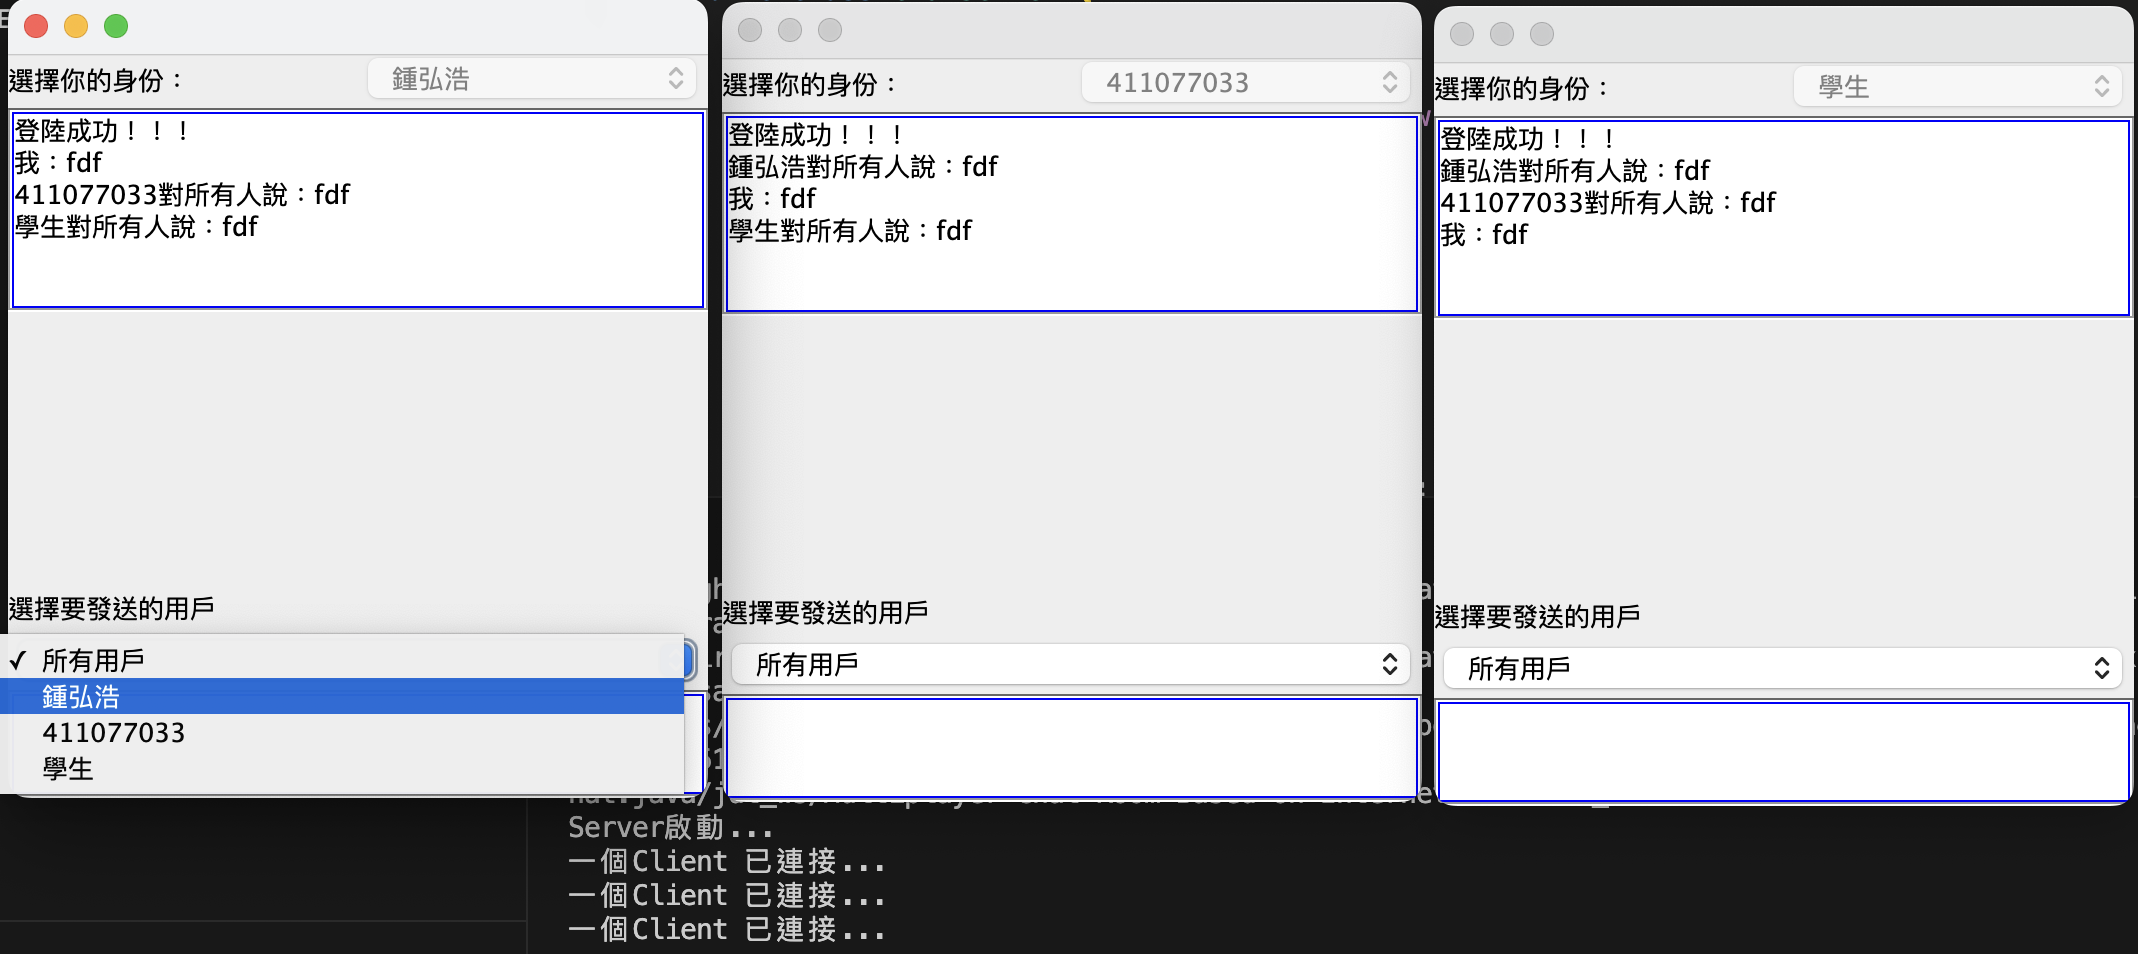 選擇你的身份：
鍾弘浩
登陸成功！！！
我：fdf
411077033對所有人說：fdf
學生對所有人說：fdf
選擇要發送的用戶
✓ 所有用戶
鍾弘浩
411077033
學生
選擇你的身份：
411077033
登陸成功！！！
鍾弘浩對所有人說：fdf
我：fdf
學生對所有人說：fdf
選擇要發送的用戶
所有用戶
選擇你的身份：
學生
登陸成功！！！
鍾弘浩對所有人說：fdf
411077033對所有人說：fdf
我：fdf
選擇要發送的用戶
所有用戶
Server啟動...
一個Client 已連接...
一個Client 已連接...
一個Client 已連接...